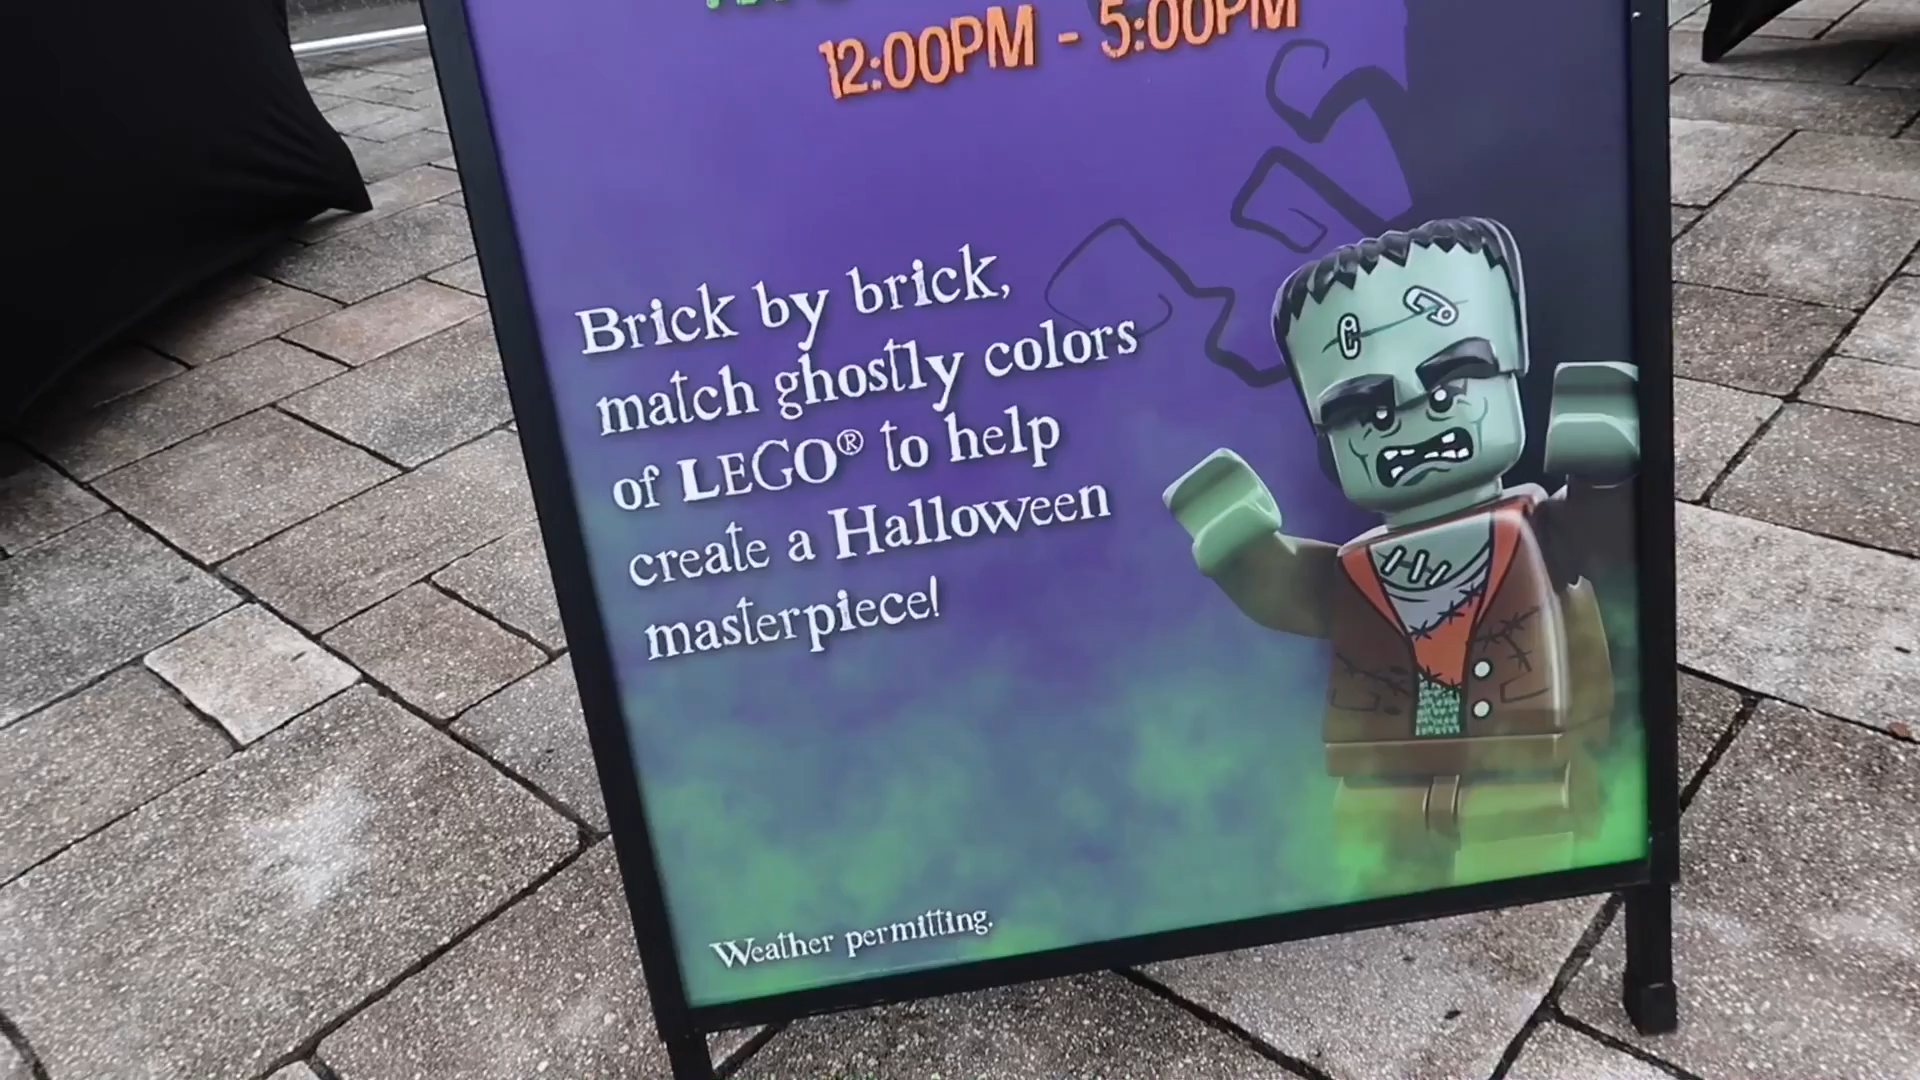 12:00PM - 5:00PM
Brick by brick,
match ghostly colors
of LEGO® to help
create a Halloween
masterpiece!
Weather permitting.